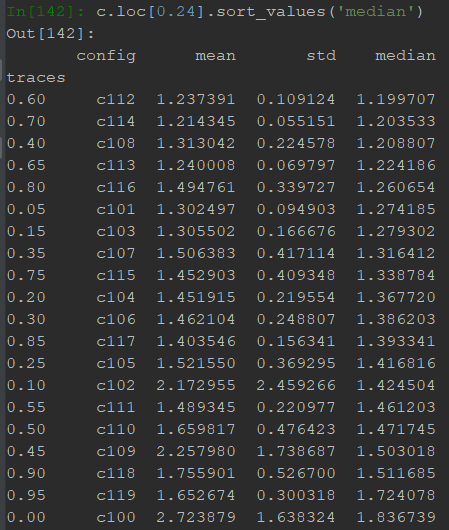 In[142]: c.loc[0.24].sort_values('median')
Out[142]:
config mean std median
traces
0.60 c112 1.237391 0.109124 1.199707
0.70 c114 1.214345 0.055151 1.203533
0.40 c108 1.313042 0.224578 1.208807
0.65 c113 1.240008 0.069797 1.224186
0.80 c116 1.494761 0.339727 1.260654
0.05 c101 1.302497 0.094903 1.274185
0.15 c103 1.305502 0.166676 1.279302
0.35 c107 1.506383 0.417114 1.316412
0.75 c115 1.452903 0.409348 1.338784
0.20 c104 1.451915 0.219554 1.367720
0.30 c106 1.462104 0.248807 1.386203
0.85 c117 1.403546 0.156341 1.393341
0.25 c105 1.521550 0.369295 1.416816
0.10 c102 2.172955 2.459266 1.424504
0.55 c111 1.489345 0.220977 1.461203
0.50 c110 1.659817 0.476423 1.471745
0.45 c109 2.257980 1.738687 1.503018
0.90 c118 1.755901 0.526700 1.511685
0.95 c119 1.652674 0.300318 1.724078
0.00 c100 2.723879 1.638324 1.836739